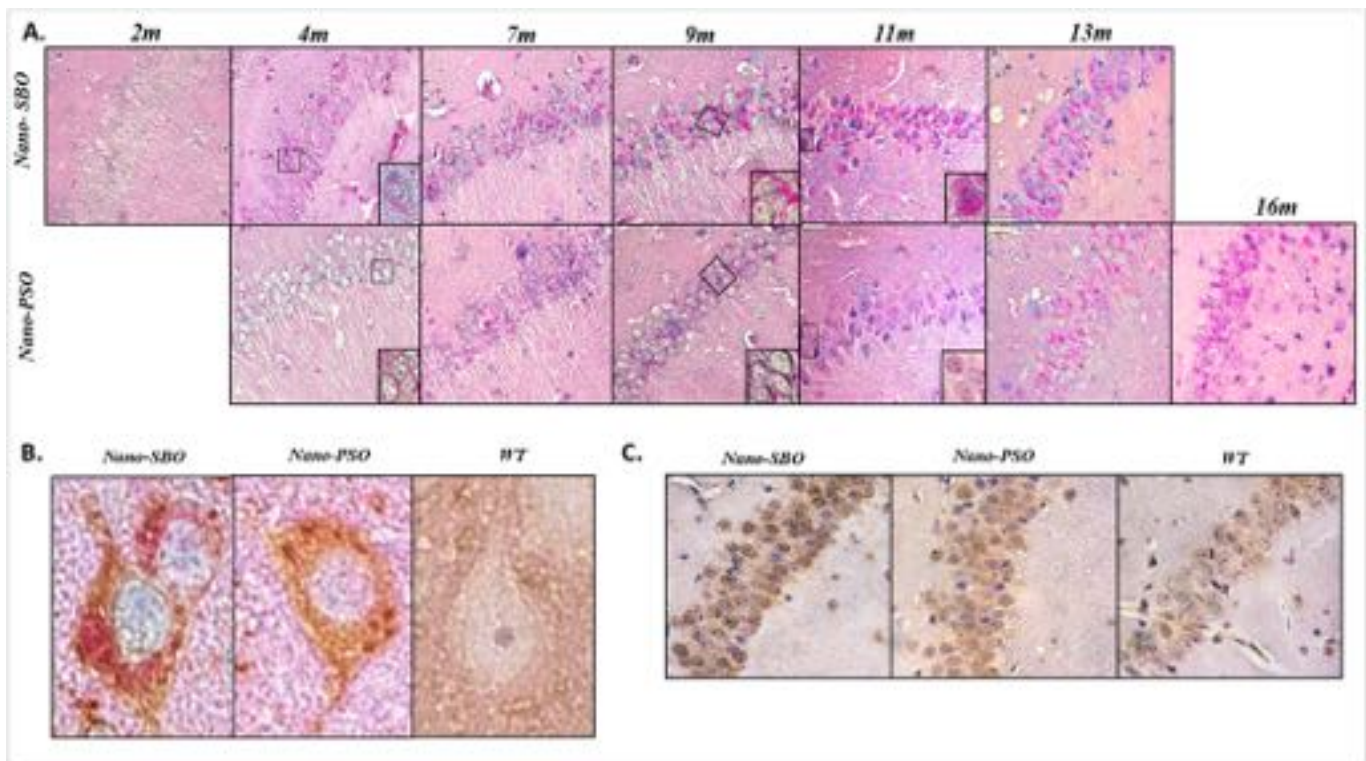 A.
2m 4m 7m 9m 11m 13m
Nano- SBO
16m
Nano-PSO
B.
Nano-SBO Nano-PSO WT
C.
Nano-SBO Nano-PSO WT